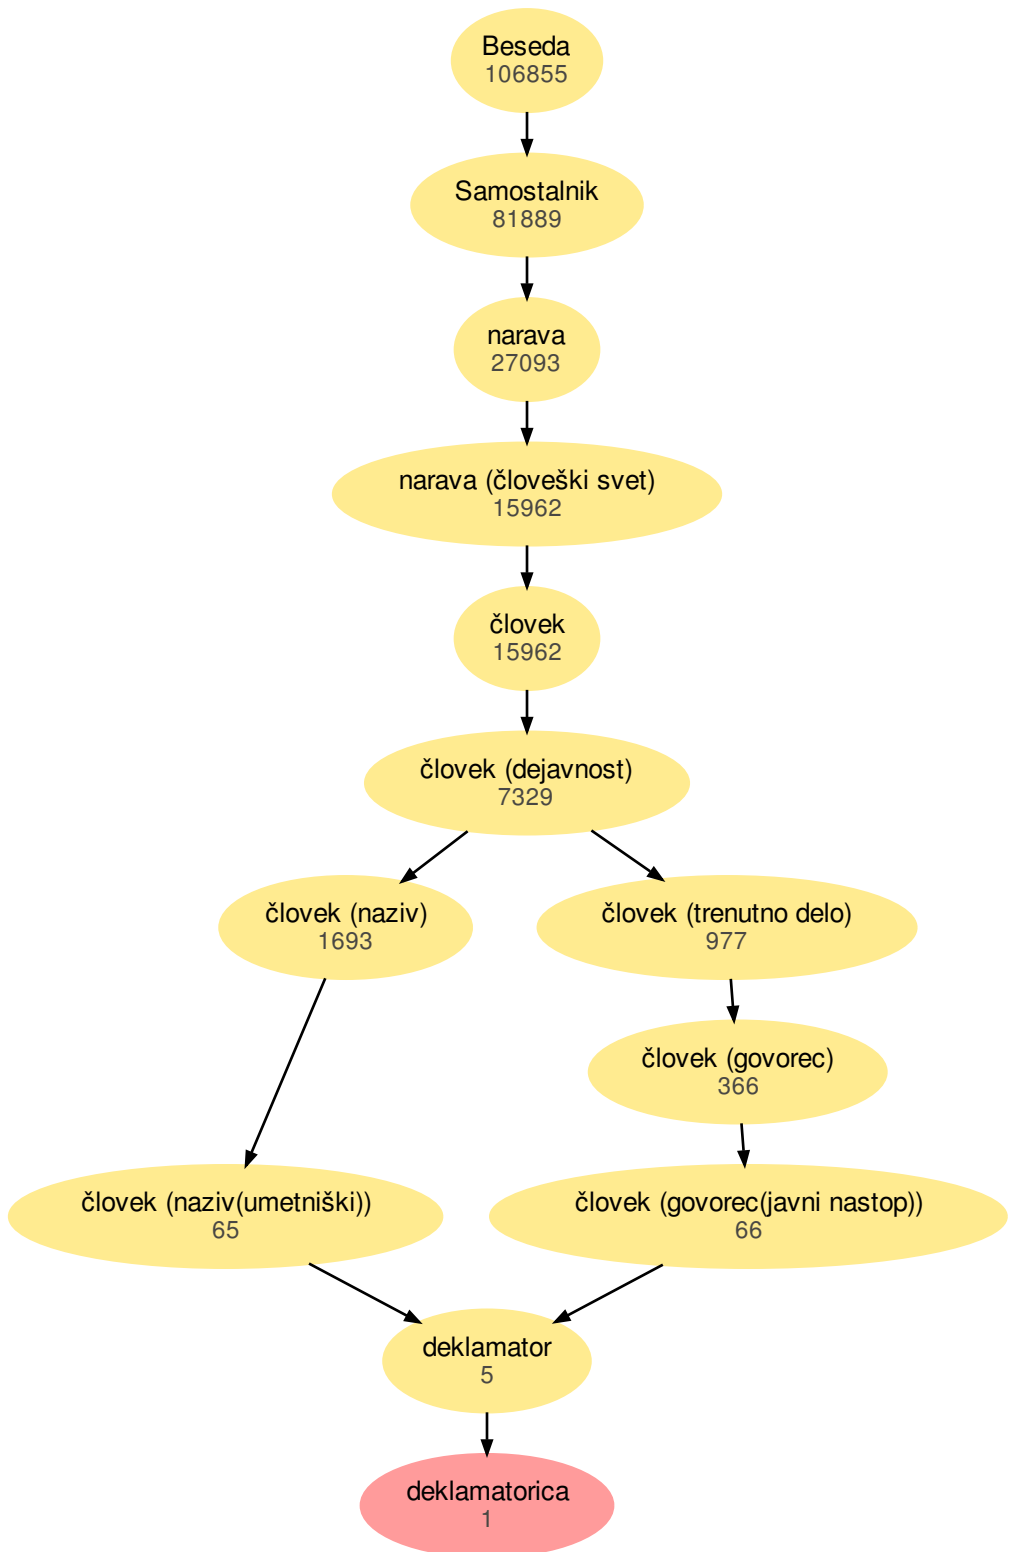 Beseda
106855
Samostalnik
81889
narava
27093
narava (človeški svet)
15962
človek
15962
človek (dejavnost)
7329
človek (naziv)
1693
človek (trenutno delo)
977
človek (govorec)
366
človek (naziv(umetniški))
65
človek (govorec(javni nastop))
66
deklamator
5
deklamatorica
1